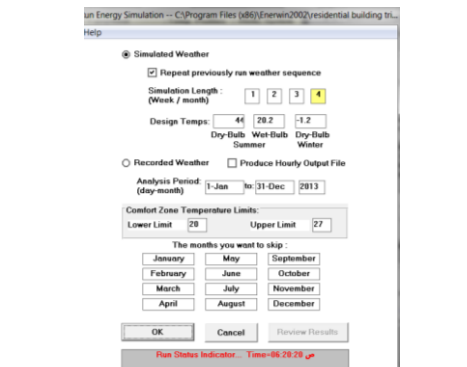 un Energy Simulation -- C:\Program Files (x86)\Enerwin2002\residential building tri...
Help
Simulated Weather
Repeat previously run weather sequence
Simulation Length :
(Week / month)
1 2 3 4
Design Temps: 44 20.2 -1.2
Dry-Bulb Wet-Bulb Dry-Bulb
Summer Winter
Recorded Weather Produce Hourly Output File
Analysis Period:
(day-month)
1-Jan to: 31-Dec 2013
Comfort Zone Temperature Limits:
Lower Limit 20 Upper Limit 27
The months you want to skip :
January May September
February June October
March July November
April August December
OK Cancel Review Results
Run Status Indicator... Time=06:20:20 ص